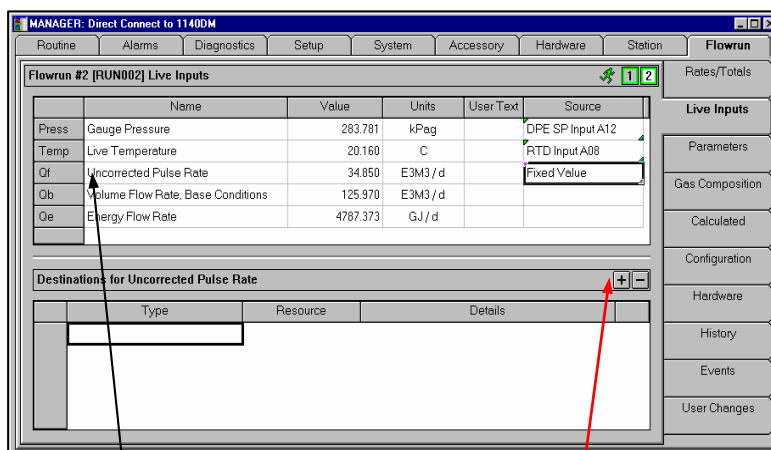 MANAGER: Direct Connect to 1140DM
Routine Alarms Diagnostics Setup System Accessory Hardware Station Flowrun
Flowrun #2 [RUN002] Live Inputs 1 2
Name Value Units User Text Source
Press Gauge Pressure 283.781 kPag DPE SP Input A12
Temp Live Temperature 20.160 C RTD Input A08
Qf Uncorrected Pulse Rate 34.850 E3M3 / d Fixed Value
Qb Volume Flow Rate, Base Conditions 125.970 E3M3 / d
Qe Energy Flow Rate 4787.373 GJ / d
Destinations for Uncorrected Pulse Rate + −
Type Resource Details
Rates/Totals
Live Inputs
Parameters
Gas Composition
Calculated
Configuration
Hardware
History
Events
User Changes